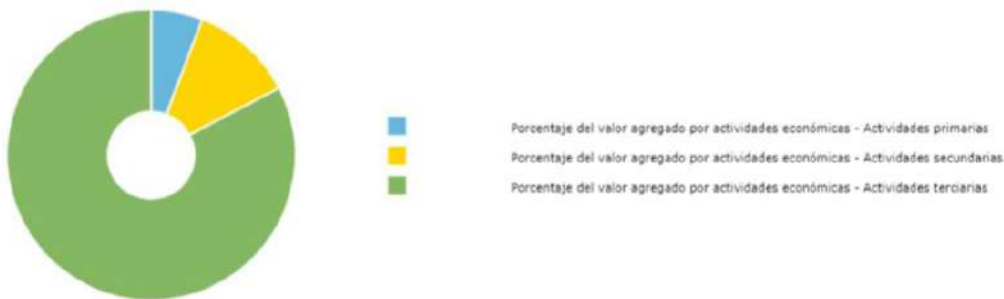 Porcentaje del valor agregado por actividades económicas - Actividades primarias
Porcentaje del valor agregado por actividades económicas - Actividades secundarias
Porcentaje del valor agregado por actividades económicas - Actividades terciarias